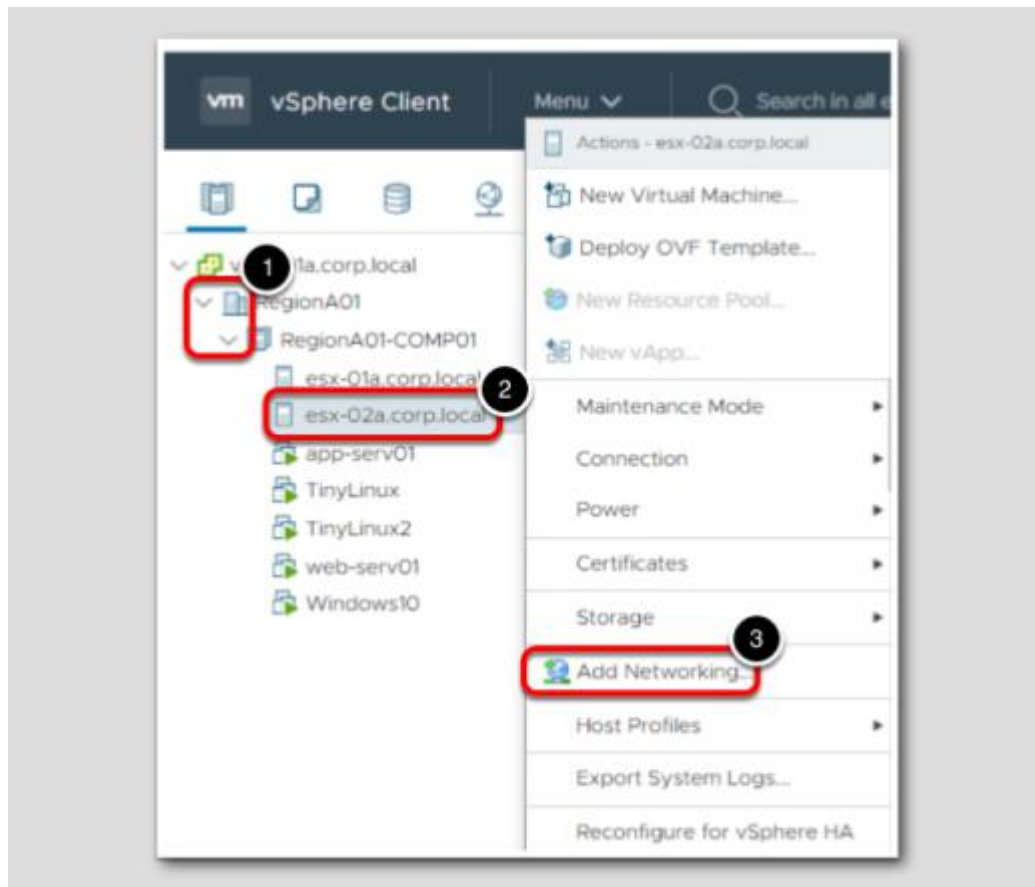 vm vSphere Client Menu Search in all
Actions - esx-02a.corp.local
New Virtual Machine...
Deploy OVF Template...
New Resource Pool...
New vApp...
Maintenance Mode
Connection
Power
Certificates
Storage
3
Add Networking...
Host Profiles
Export System Logs...
Reconfigure for vSphere HA
1
01a.corp.local
RegionA01
RegionA01-COMP01
esx-01a.corp.local
2
esx-02a.corp.local
app-serv01
TinyLinux
TinyLinux2
web-serv01
Windows10